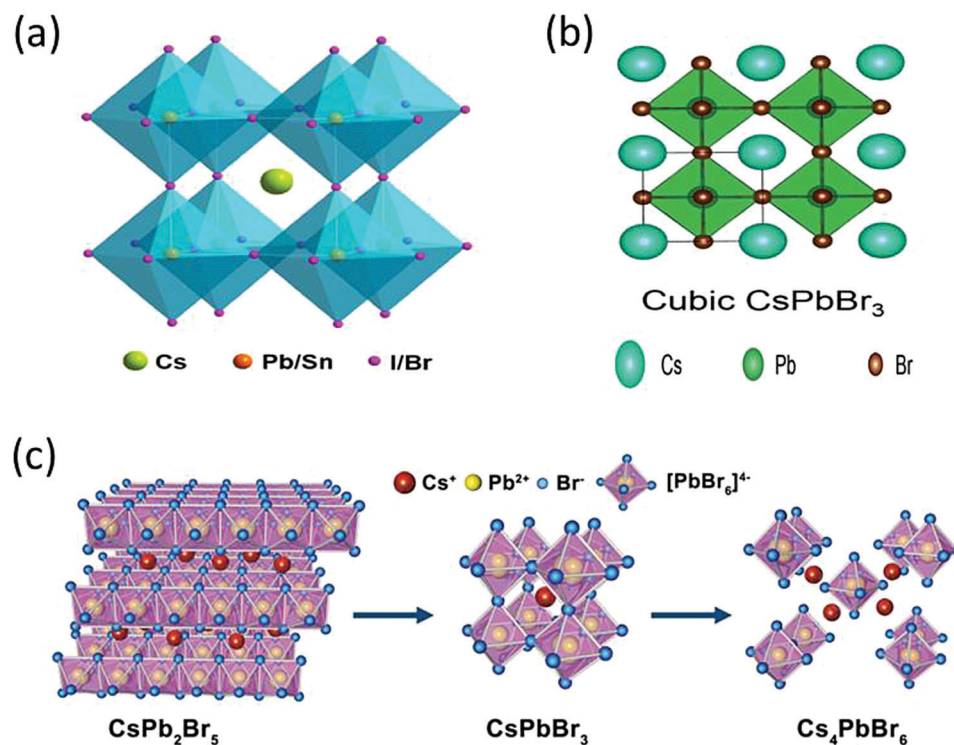 (a)
Cs Pb/Sn I/Br
(b)
Cubic CsPbBr₃
Cs Pb Br
(c)
Cs⁺ Pb²⁺ Br⁻ [PbBr₆]⁴⁻
CsPb₂Br₅ CsPbBr₃ Cs₄PbBr₆